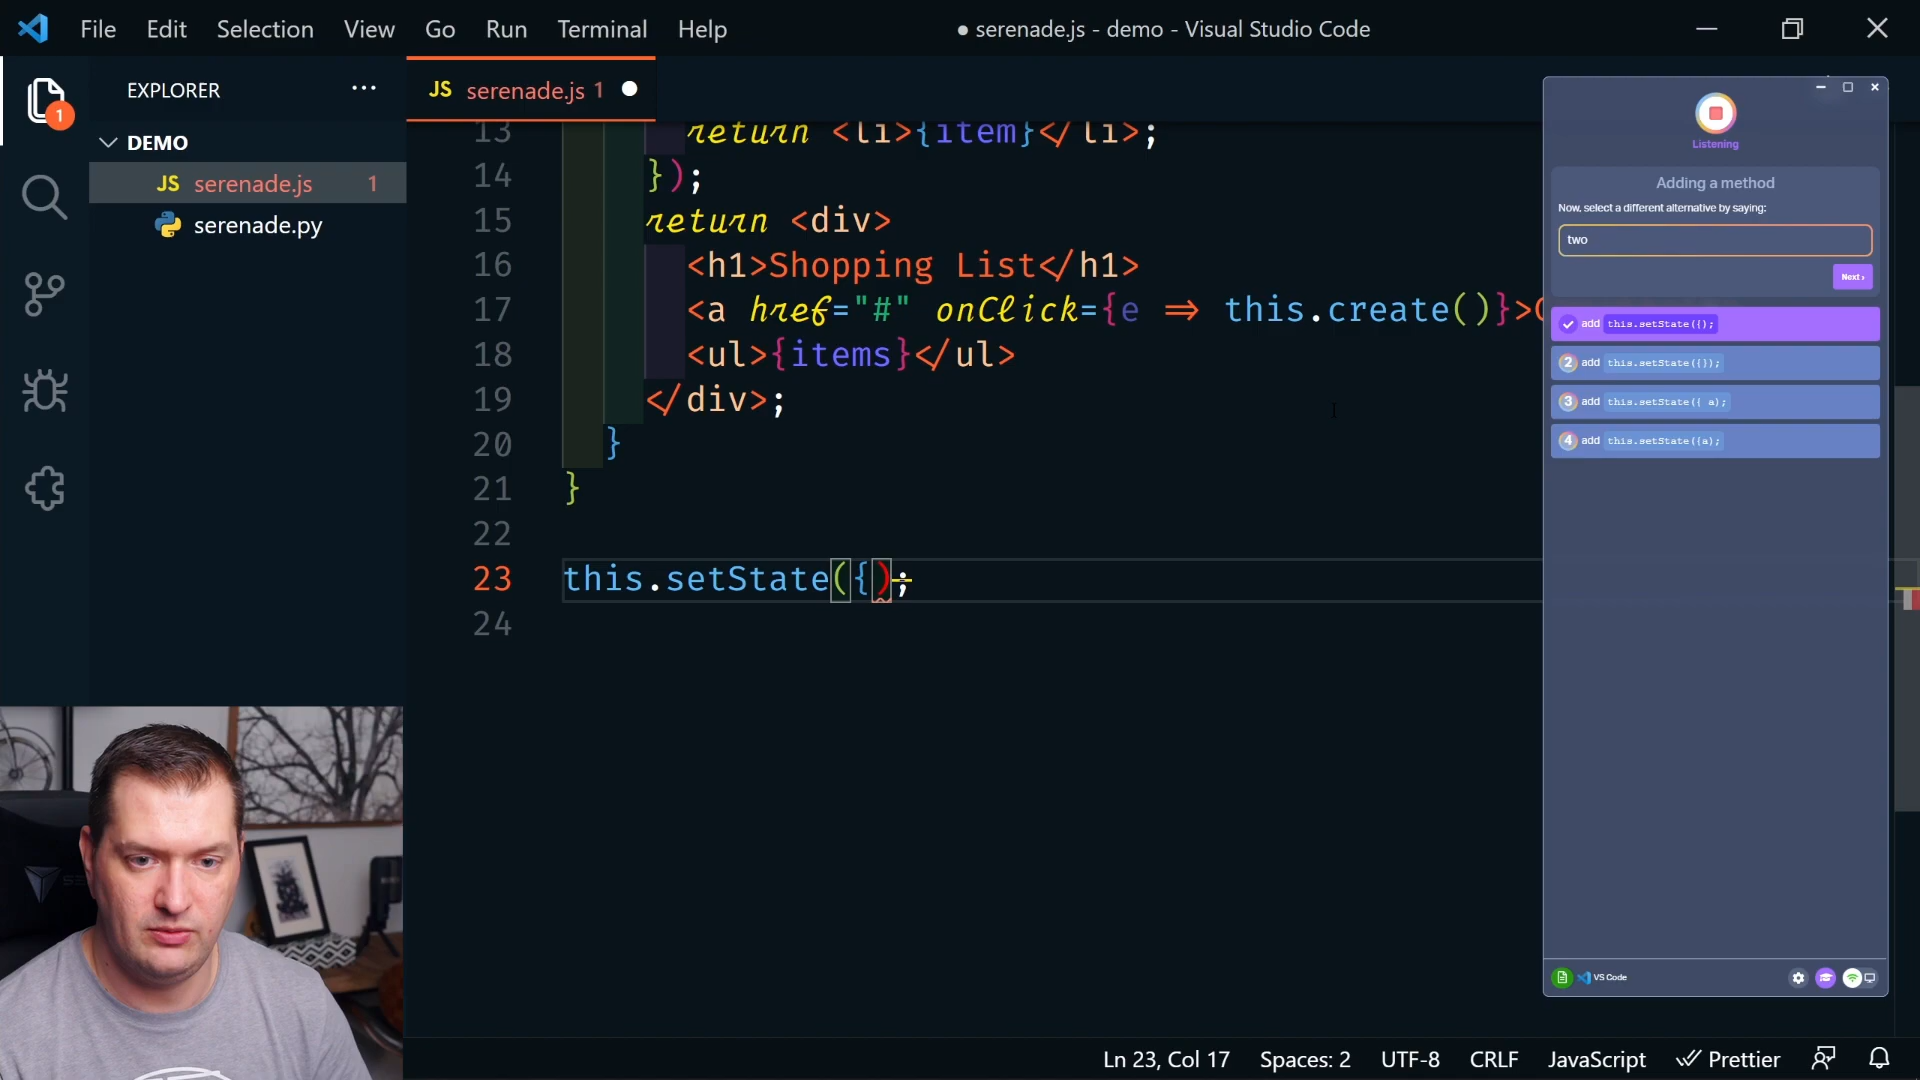 File Edit Selection View Go Run Terminal Help
● serenade.js - demo - Visual Studio Code
EXPLORER ···
DEMO
JS serenade.js 1
serenade.py
1
JS serenade.js 1
13 return <li>{item}</li>;
14 });
15 return <div>
16 <h1>Shopping List</h1>
17 <a href="#" onClick={e => this.create()}>
18 <ul>{items}</ul>
19 </div>;
20 }
21 }
22
23 this.setState({);
24
Listening
Adding a method
Now, select a different alternative by saying:
two
Next ›
add this.setState({);
2 add this.setState({});
3 add this.setState({ a);
4 add this.setState({a);
VS Code
Ln 23, Col 17 Spaces: 2 UTF-8 CRLF JavaScript Prettier